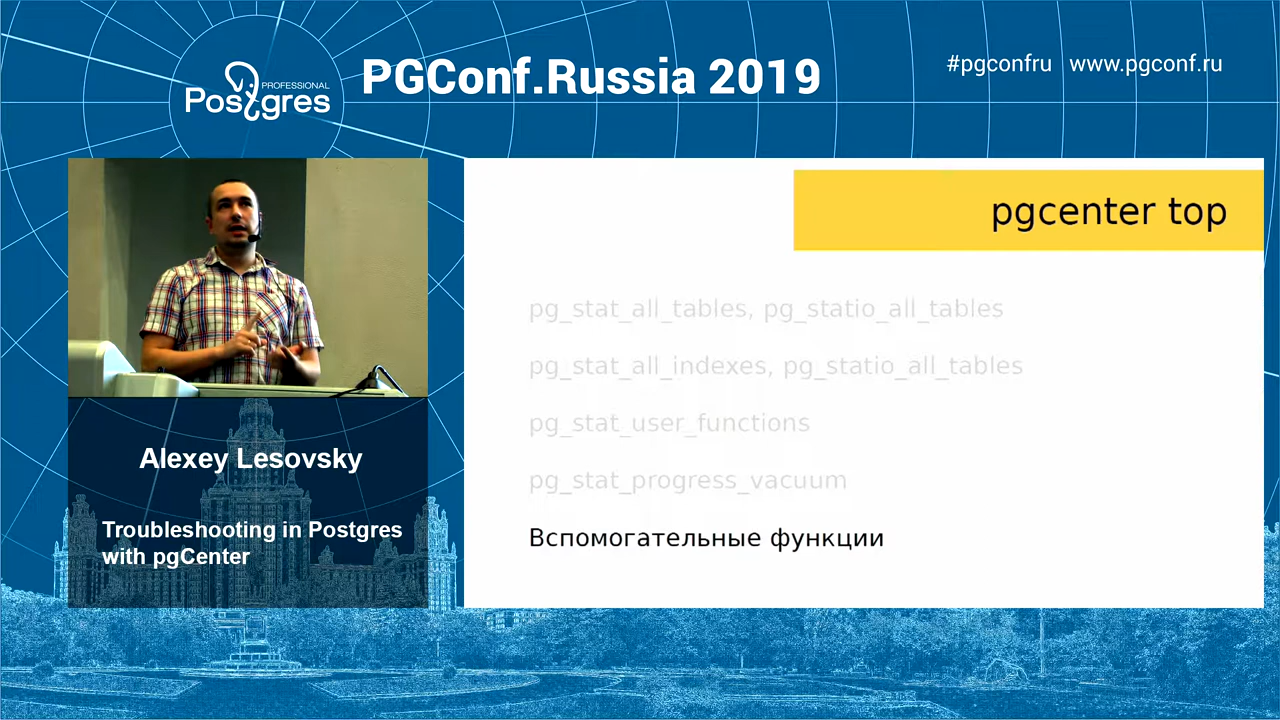 PROFESSIONAL
Postgres
PGConf.Russia 2019
#pgconfru www.pgconf.ru
Alexey Lesovsky
Troubleshooting in Postgres
with pgCenter
pgcenter top
pg_stat_all_tables, pg_statio_all_tables
pg_stat_all_indexes, pg_statio_all_tables
pg_stat_user_functions
pg_stat_progress_vacuum
Вспомогательные функции